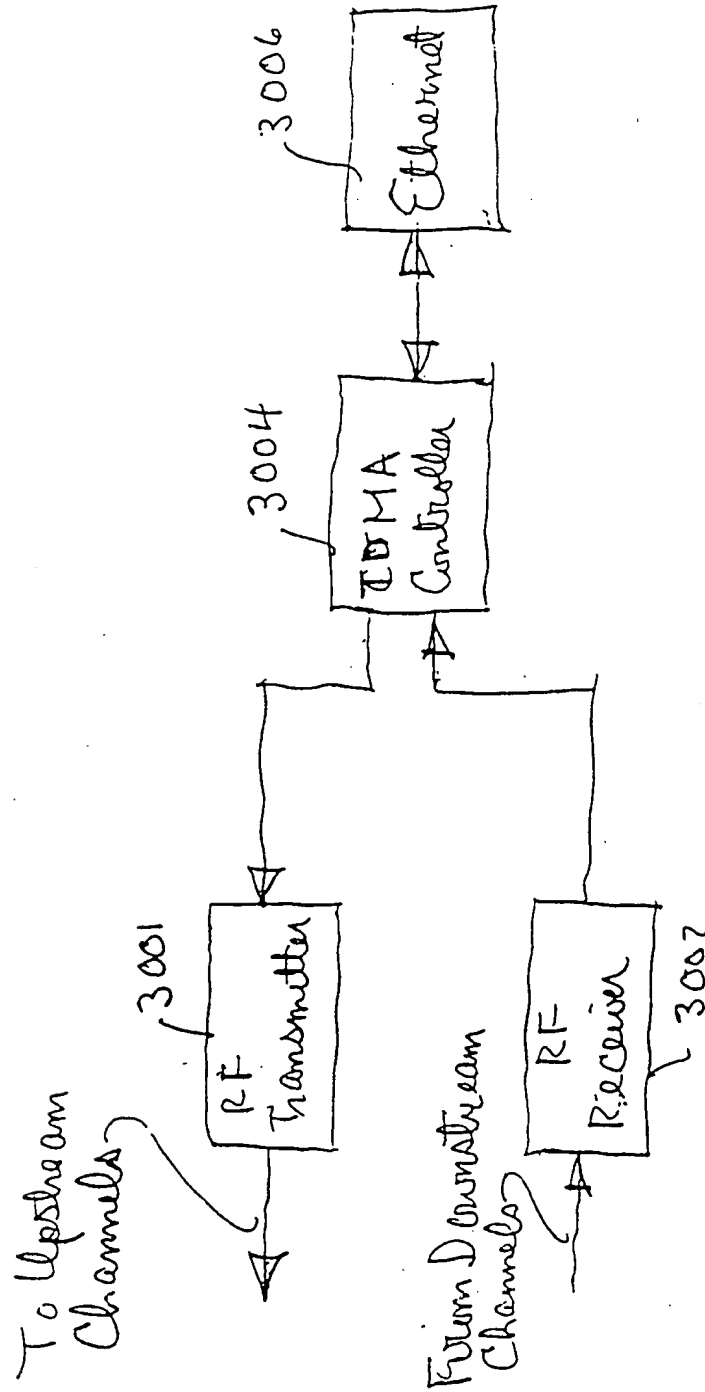 To Upstream
Channels
3001
RF
Transmitter
From Downstream
Channels
RF
Receiver
3002
3004
TDMA
Controller
3006
Ethernet